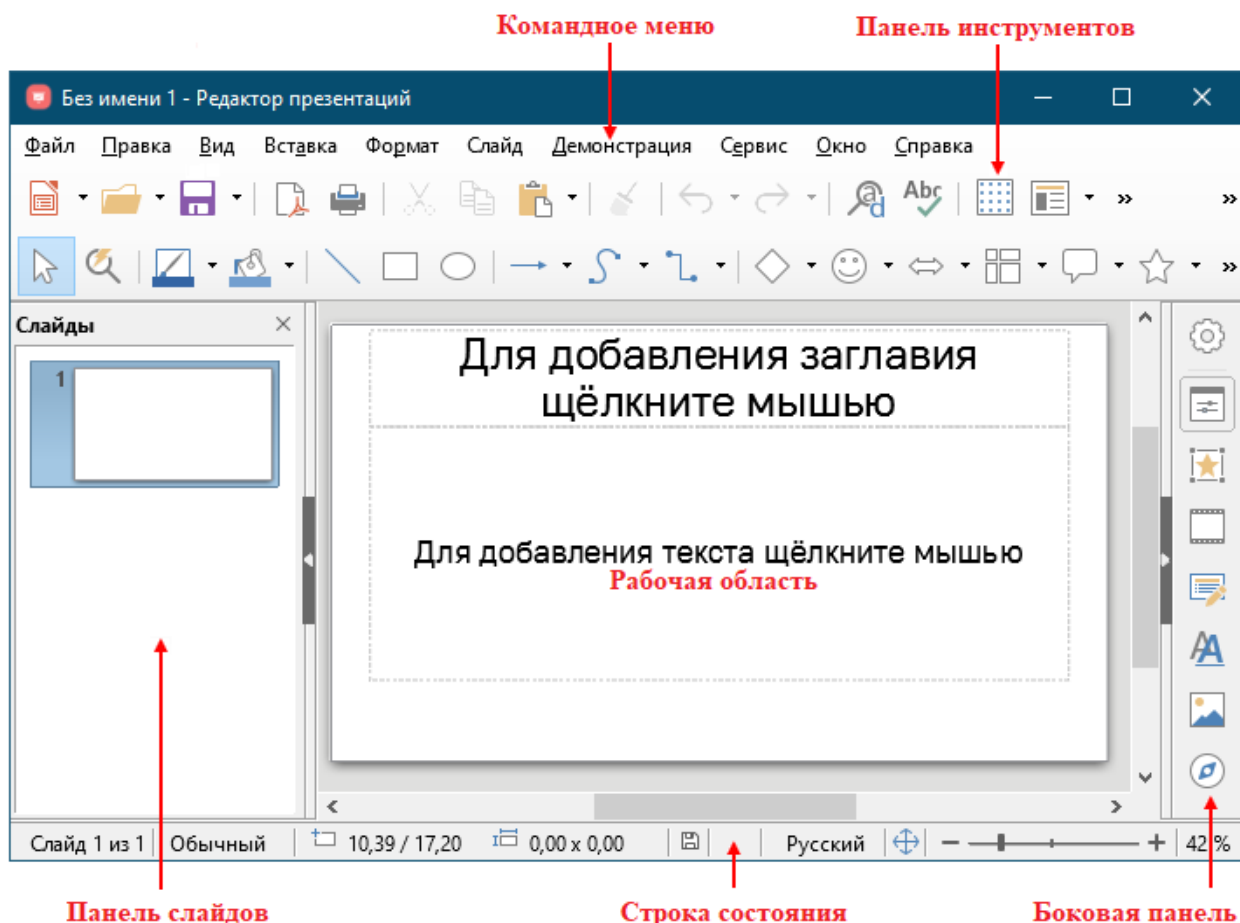 Командное меню
Панель инструментов
Без имени 1 - Редактор презентаций
Файл Правка Вид Вставка Формат Слайд Демонстрация Сервис Окно Справка
Abc
Слайды
1
Для добавления заглавия
щёлкните мышью
Для добавления текста щёлкните мышью
Рабочая область
Слайд 1 из 1 Обычный 10,39 / 17,20 0,00 x 0,00 Русский 42 %
Панель слайдов
Строка состояния
Боковая панель